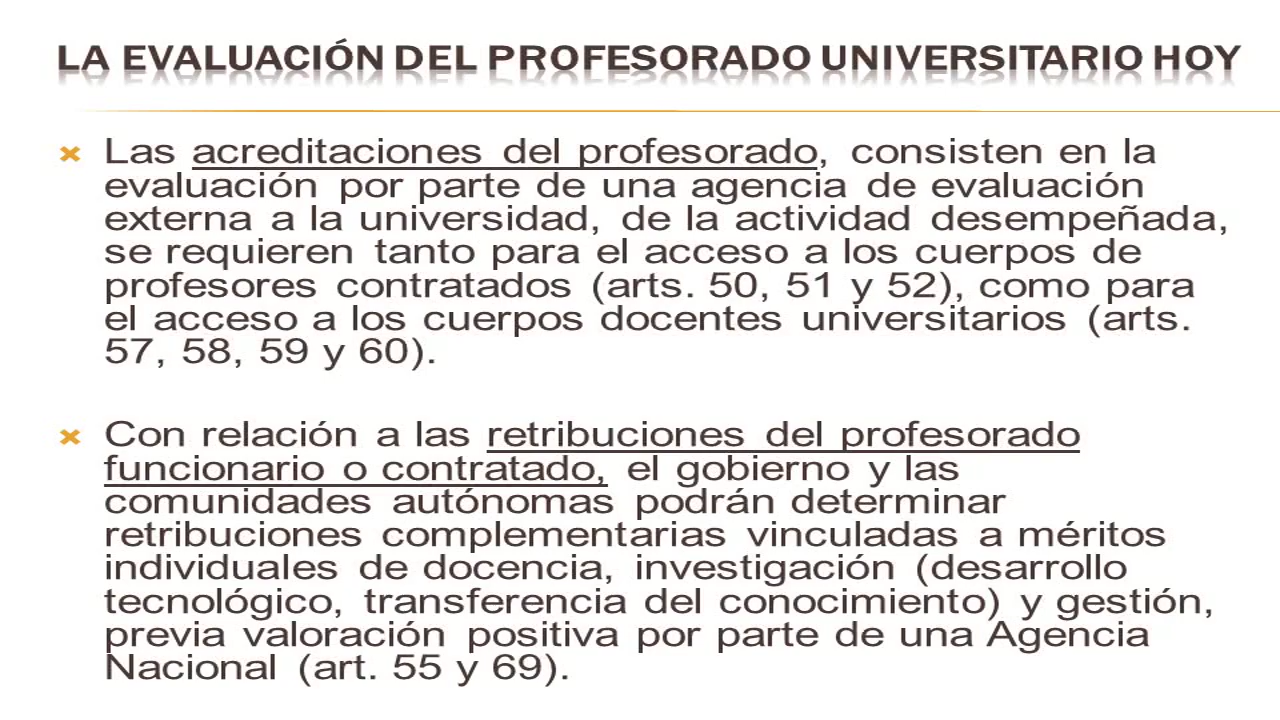 LA EVALUACIÓN DEL PROFESORADO UNIVERSITARIO HOY
Las acreditaciones del profesorado, consisten en la
evaluación por parte de una agencia de evaluación
externa a la universidad, de la actividad desempeñada,
se requieren tanto para el acceso a los cuerpos de
profesores contratados (arts. 50, 51 y 52), como para
el acceso a los cuerpos docentes universitarios (arts.
57, 58, 59 y 60).
Con relación a las retribuciones del profesorado
funcionario o contratado, el gobierno y las
comunidades autónomas podrán determinar
retribuciones complementarias vinculadas a méritos
individuales de docencia, investigación (desarrollo
tecnológico, transferencia del conocimiento) y gestión,
previa valoración positiva por parte de una Agencia
Nacional (art. 55 y 69).